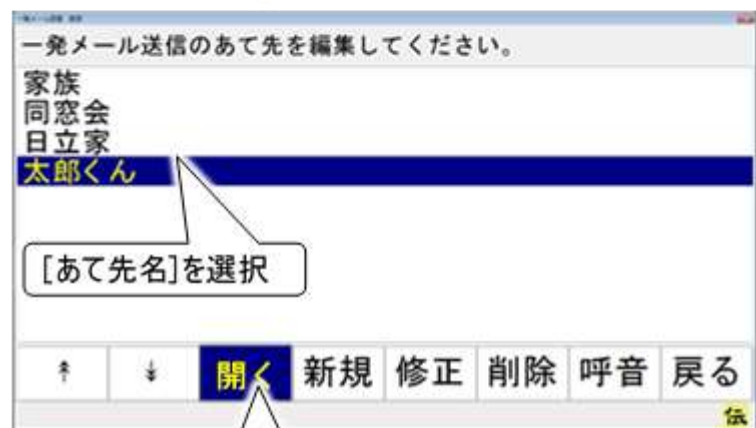 一発メール送信のあて先を編集してください。
家族
同窓会
日立家
太郎くん
[あて先名]を選択
開く 新規 修正 削除 呼音 戻る
伝